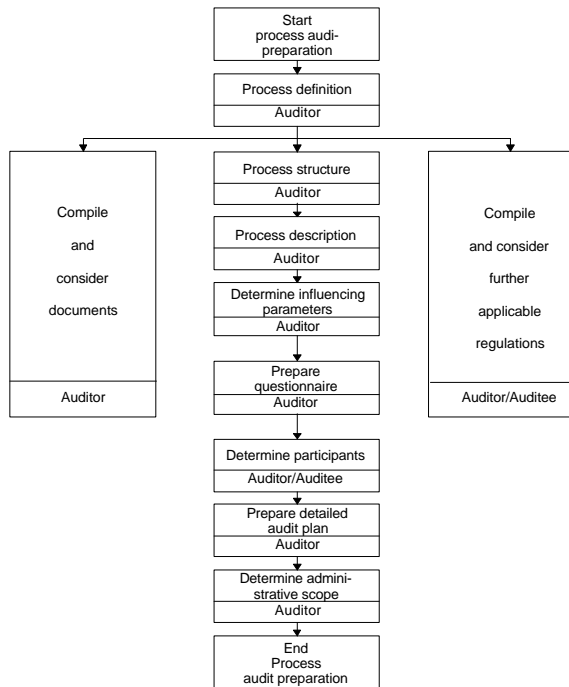 Start
process audi-
preparation
Process definition
Auditor
Compile
and
consider
documents
Auditor
Process structure
Auditor
Process description
Auditor
Determine influencing
parameters
Auditor
Prepare
questionnaire
Auditor
Compile
and consider
further
applicable
regulations
Auditor/Auditee
Determine participants
Auditor/Auditee
Prepare detailed
audit plan
Auditor
Determine admini-
strative scope
Auditor
End
Process
audit preparation